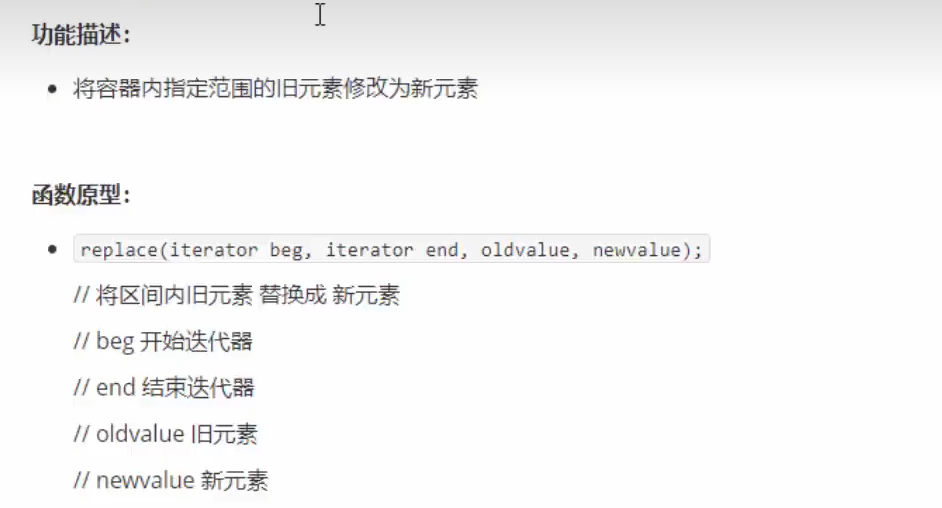 功能描述：
将容器内指定范围的旧元素修改为新元素
函数原型：
replace(iterator beg, iterator end, oldvalue, newvalue);
// 将区间内旧元素 替换成 新元素
// beg 开始迭代器
// end 结束迭代器
// oldvalue 旧元素
// newvalue 新元素